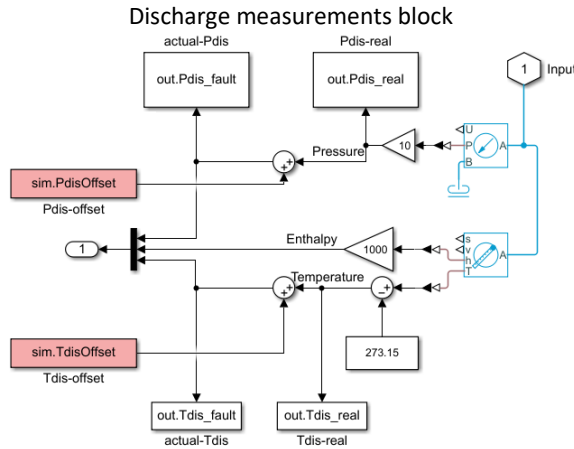 Discharge measurements block
actual-Pdis
Pdis-real
out.Pdis_fault
out.Pdis_real
1
Input
U
P
A
B
10
Pressure
+
+
sim.PdisOffset
Pdis-offset
1
Enthalpy
1000
s
v
h
T
A
Temperature
+
+
−
+
273.15
sim.TdisOffset
Tdis-offset
out.Tdis_fault
out.Tdis_real
actual-Tdis
Tdis-real